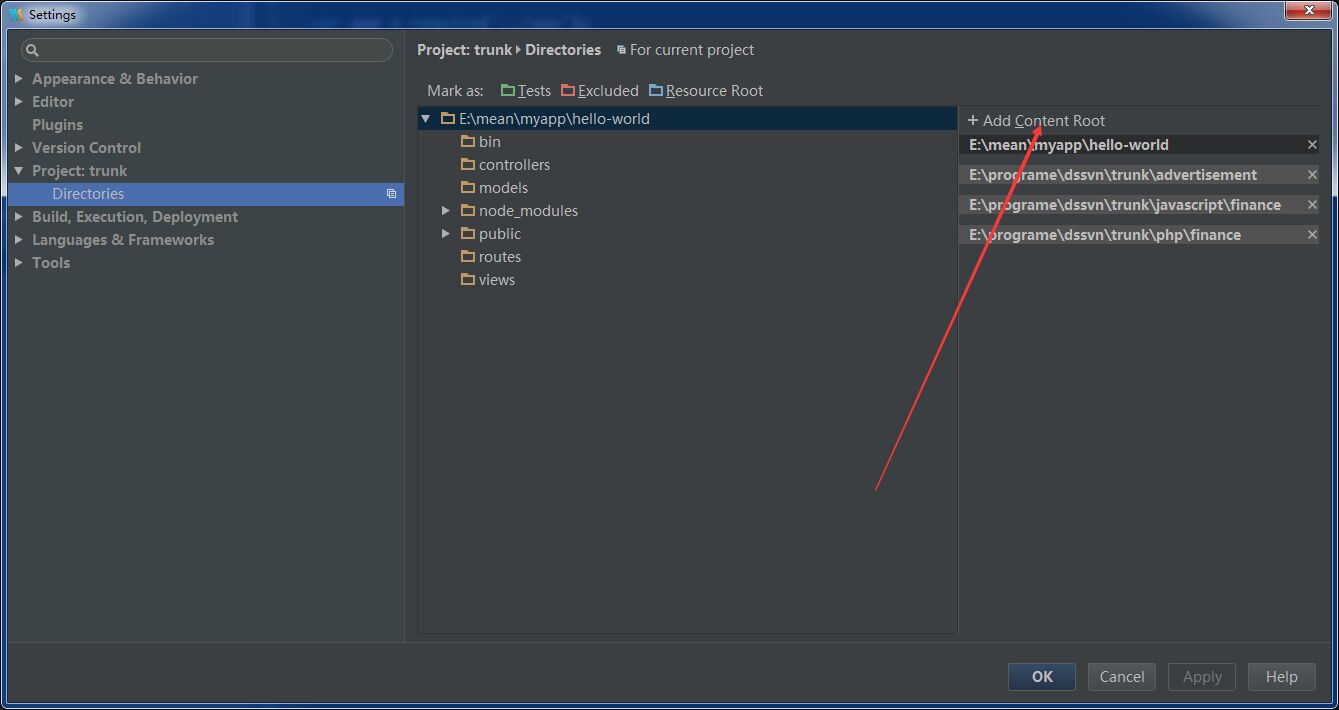 Settings
Project: trunk Directories For current project
Appearance & Behavior
Editor
Plugins
Version Control
Project: trunk
Directories
Build, Execution, Deployment
Languages & Frameworks
Tools
Mark as: Tests Excluded Resource Root
E:\mean\myapp\hello-world
bin
controllers
models
node_modules
public
routes
views
+ Add Content Root
E:\mean\myapp\hello-world
E:\programe\dssvn\trunk\advertisement
E:\programe\dssvn\trunk\javascript\finance
E:\programe\dssvn\trunk\php\finance
OK Cancel Apply Help